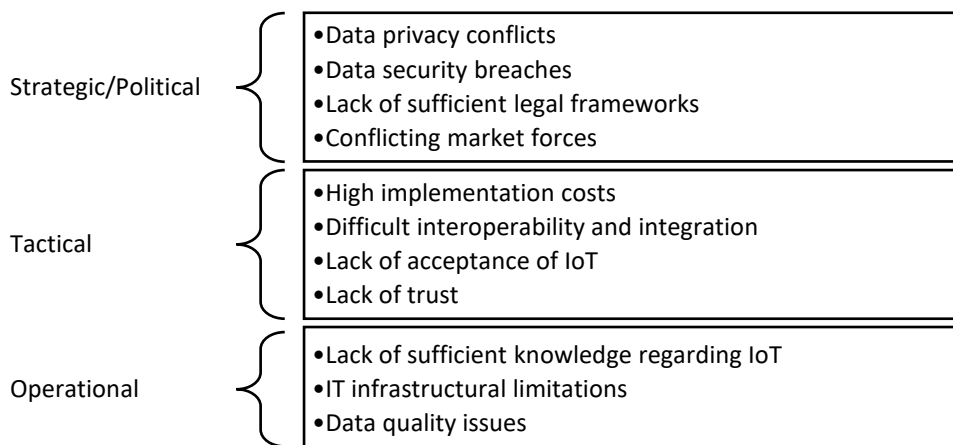 Strategic/Political
•Data privacy conflicts
•Data security breaches
•Lack of sufficient legal frameworks
•Conflicting market forces
Tactical
•High implementation costs
•Difficult interoperability and integration
•Lack of acceptance of IoT
•Lack of trust
Operational
•Lack of sufficient knowledge regarding IoT
•IT infrastructural limitations
•Data quality issues